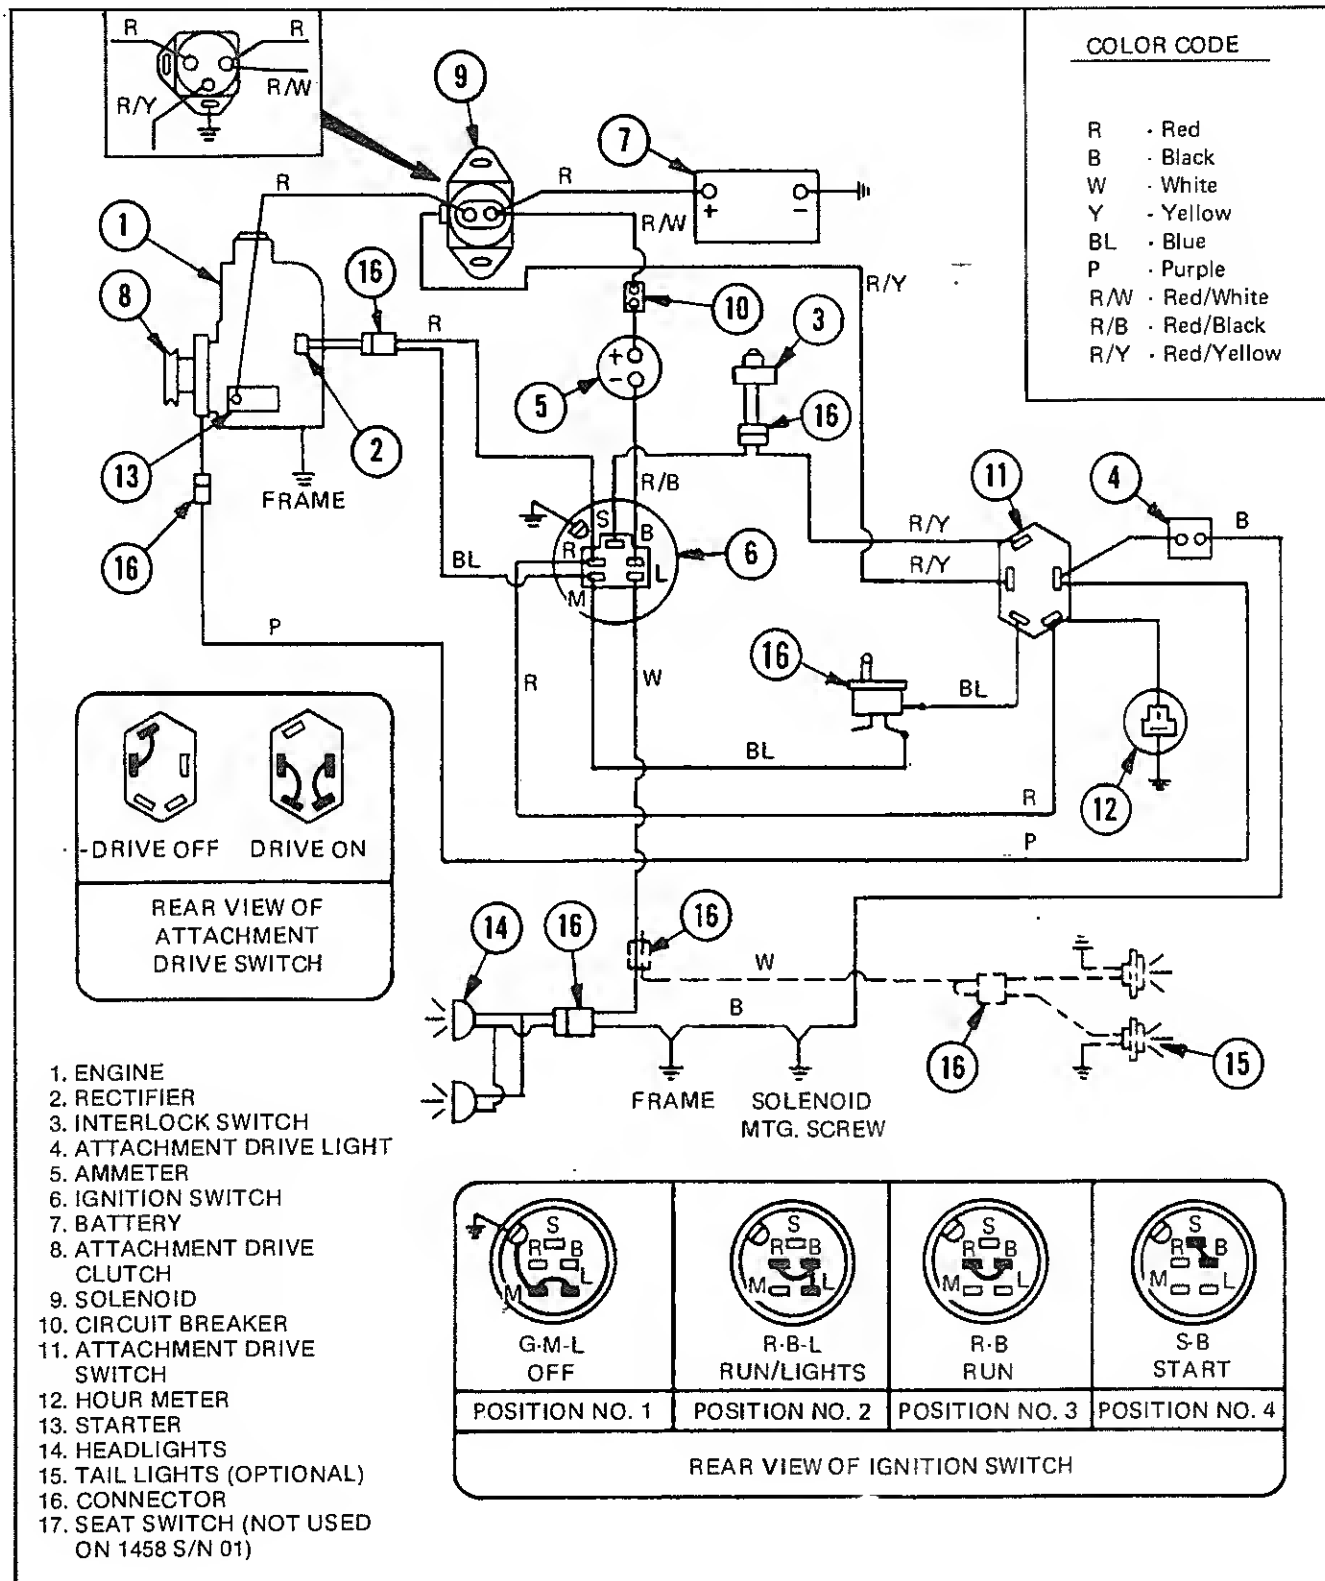 R
R
R/Y
R/W
COLOR CODE
R - Red
B - Black
W - White
Y - Yellow
BL - Blue
P - Purple
R/W - Red/White
R/B - Red/Black
R/Y - Red/Yellow
9
7
R
R
+
-
R/W
1
8
16
R
10
3
R/Y
+
-
5
16
13
2
FRAME
16
R/B
11
4
B
S
R
B
L
M
6
BL
R/Y
R/Y
P
R
W
16
BL
BL
12
R
P
-DRIVE OFF
DRIVE ON
REAR VIEW OF
ATTACHMENT
DRIVE SWITCH
14
16
16
W
B
16
15
FRAME
SOLENOID
MTG. SCREW
1. ENGINE
2. RECTIFIER
3. INTERLOCK SWITCH
4. ATTACHMENT DRIVE LIGHT
5. AMMETER
6. IGNITION SWITCH
7. BATTERY
8. ATTACHMENT DRIVE
CLUTCH
9. SOLENOID
10. CIRCUIT BREAKER
11. ATTACHMENT DRIVE
SWITCH
12. HOUR METER
13. STARTER
14. HEADLIGHTS
15. TAIL LIGHTS (OPTIONAL)
16. CONNECTOR
17. SEAT SWITCH (NOT USED
ON 1458 S/N 01)
S
R B
M L
G-M-L
OFF
POSITION NO. 1
S
R B
M L
R-B-L
RUN/LIGHTS
POSITION NO. 2
S
R B
M L
R-B
RUN
POSITION NO. 3
S
R B
M L
S-B
START
POSITION NO. 4
REAR VIEW OF IGNITION SWITCH